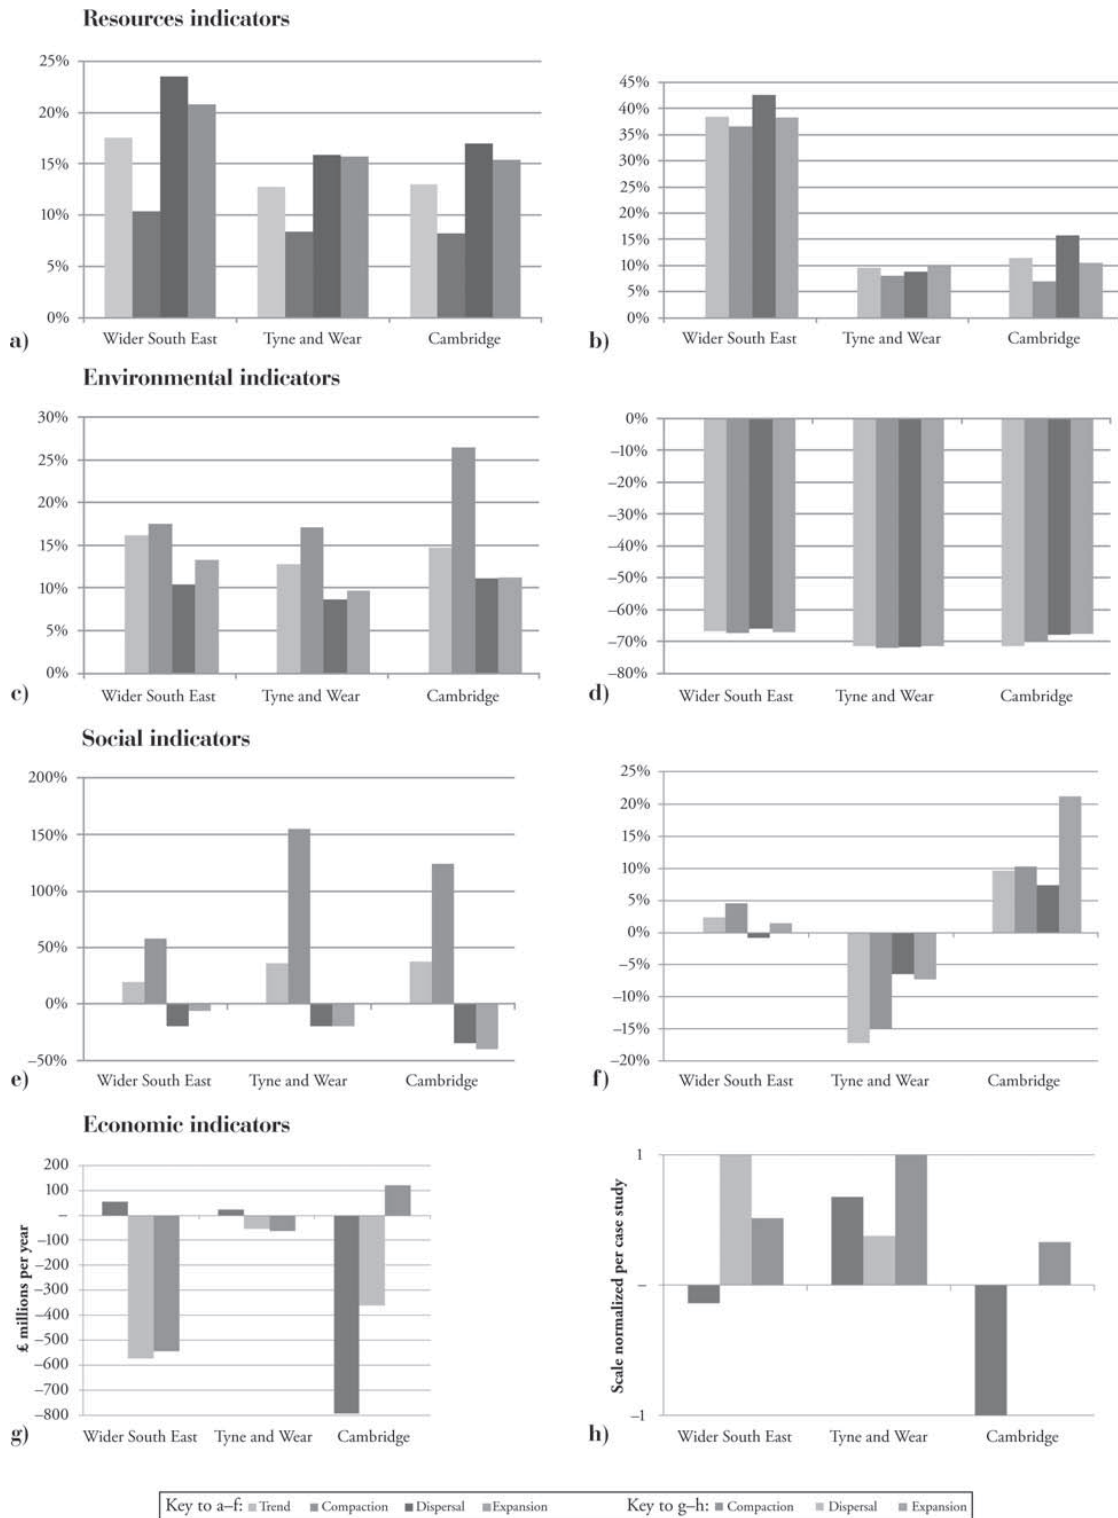 Resources indicators
25%
20%
15%
10%
5%
0%
a)
Wider South East
Tyne and Wear
Cambridge
45%
40%
35%
30%
25%
20%
15%
10%
5%
0%
b)
Wider South East
Tyne and Wear
Cambridge
Environmental indicators
30%
25%
20%
15%
10%
5%
0%
c)
Wider South East
Tyne and Wear
Cambridge
0%
–10%
–20%
–30%
–40%
–50%
–60%
–70%
–80%
d)
Wider South East
Tyne and Wear
Cambridge
Social indicators
200%
150%
100%
50%
0%
–50%
e)
Wider South East
Tyne and Wear
Cambridge
25%
20%
15%
10%
5%
0%
–5%
–10%
–15%
–20%
f)
Wider South East
Tyne and Wear
Cambridge
Economic indicators
£ millions per year
200
100
–
–100
–200
–300
–400
–500
–600
–700
–800
g)
Wider South East
Tyne and Wear
Cambridge
Scale normalized per case study
1
–
–1
h)
Wider South East
Tyne and Wear
Cambridge
Key to a–f: Trend Compaction Dispersal Expansion Key to g–h: Compaction Dispersal Expansion